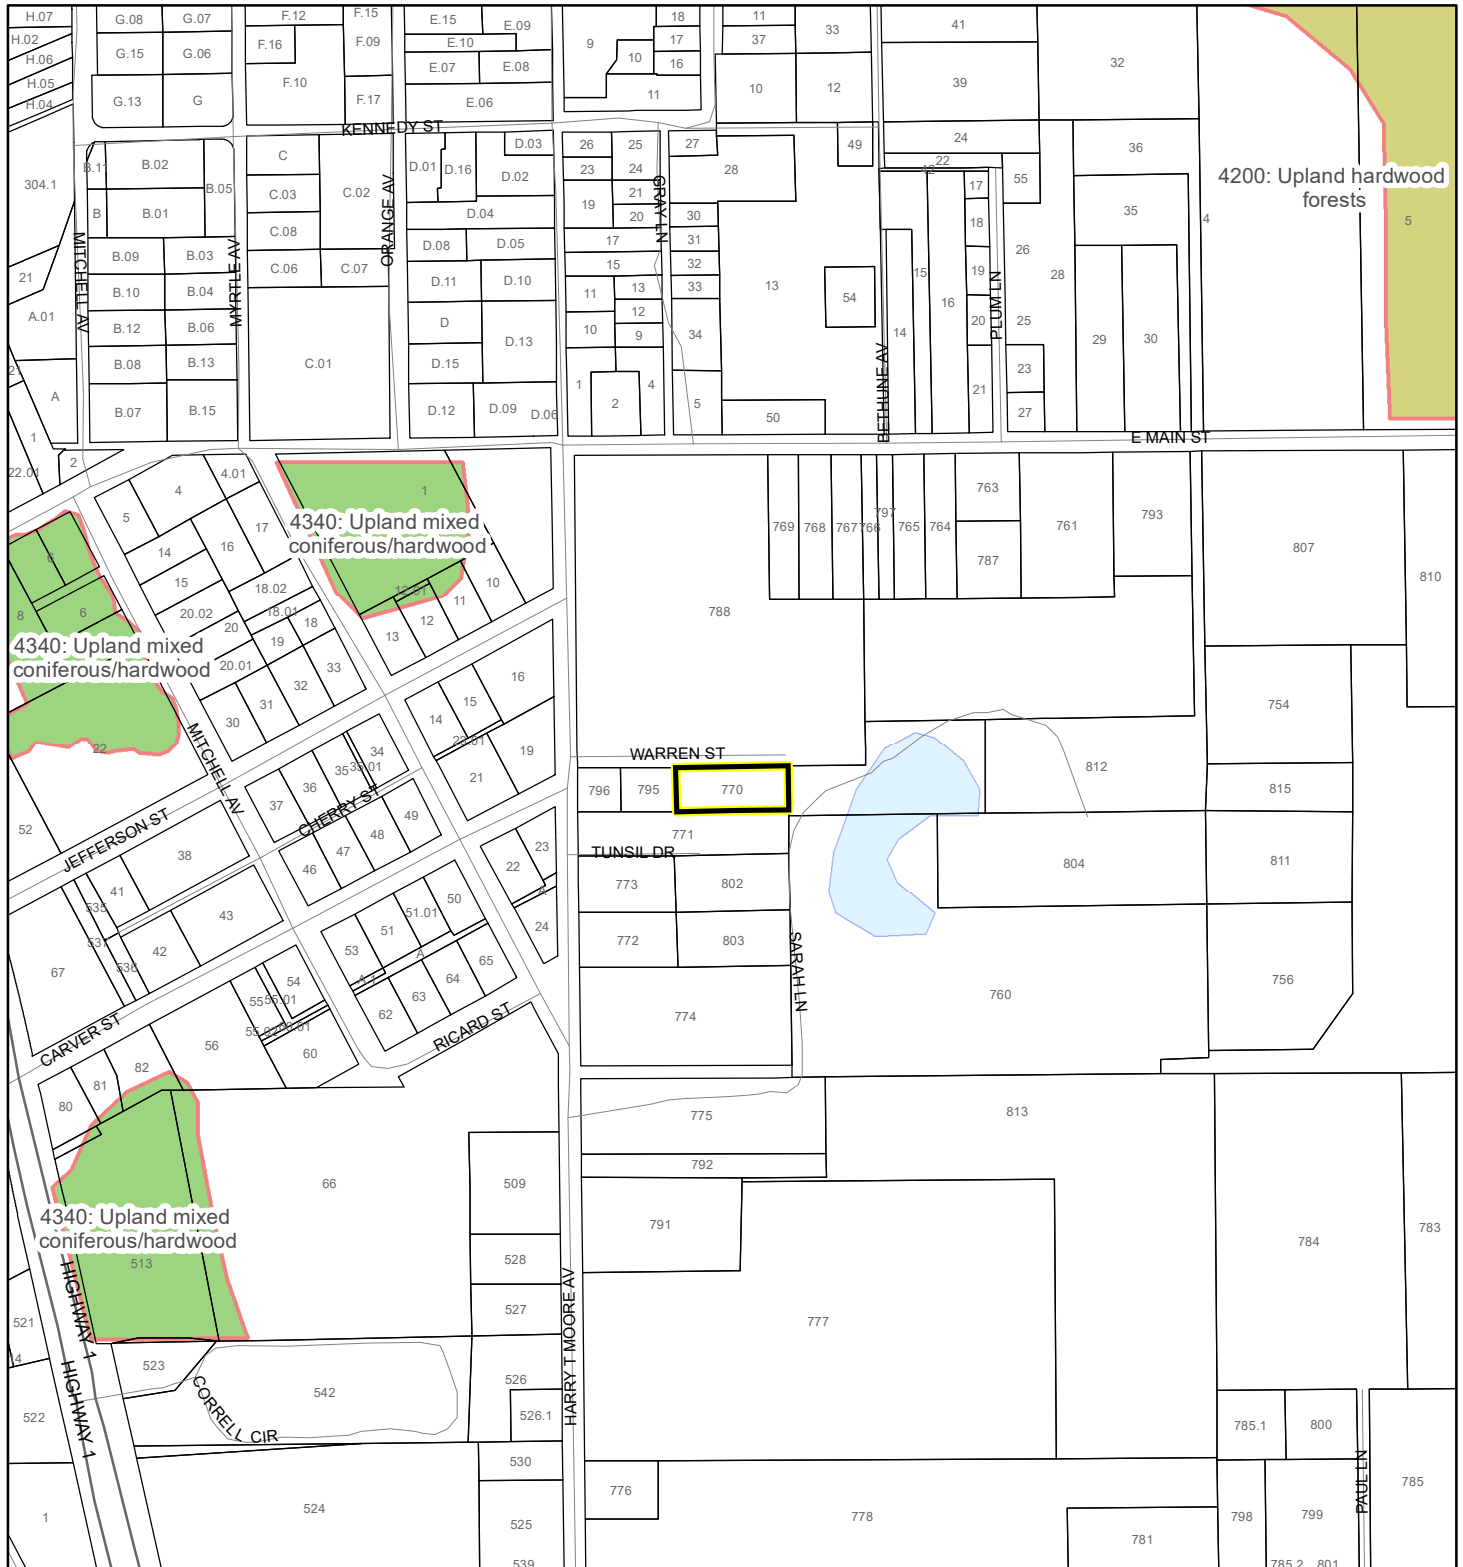 H.07
G.08
G.07
F.12
F.15
E.15
E.09
18
11
33
41
H.02
G.15
G.06
F.16
F.09
E.10
9
17
37
32
H.06
10
16
E.07
E.08
H.05
F.10
39
H.04
G.13
G
F.17
E.06
11
10
12
KENNEDY ST
24
B.02
C
D.01
D.16
D.03
26
25
27
49
36
22
304.1
B.05
C.03
C.02
D.02
23
24
28
17
55
4200: Upland hardwood
forests
B
B.01
C.08
ORANGE AV
D.04
19
21
20
GRAY LN
30
18
35
4
5
MITCHELL AV
B.09
B.03
MYRTLE AV
C.06
C.07
D.08
D.05
17
31
26
21
B.10
B.04
D.11
D.10
15
32
13
54
15
19
28
A.01
11
13
33
16
PLUM LN
B.12
B.06
D
12
10
9
34
14
20
25
29
30
B.08
B.13
C.01
D.15
D.13
BETHUNE AV
23
A
B.07
B.15
D.12
D.09
D.06
1
2
4
5
50
21
27
1
E MAIN ST
22.01
2
4
4.01
1
763
5
17
4340: Upland mixed
coniferous/hardwood
769
768
767
766
797
765
764
761
793
807
14
16
787
810
6
15
18.02
12.01
10
8
6
20.02
18.01
18
11
788
20
19
12
13
4340: Upland mixed
coniferous/hardwood
20.01
33
32
16
31
15
754
30
14
22
MITCHELL AV
34
23.01
19
WARREN ST
35
35.01
21
812
36
796
795
770
815
37
CHERRY ST
49
52
JEFFERSON ST
48
771
38
47
23
TUNSIL DR
46
22
804
811
41
773
802
535
50
A
43
51.01
51
24
537
42
53
772
803
67
536
A
SARAH LN
54
A.1
64
65
756
55
55.01
63
760
62
774
CARVER ST
56
RICARD ST
60
82
81
80
775
813
792
66
509
4340: Upland mixed
coniferous/hardwood
791
783
784
513
528
HIGHWAY 1
527
HARRY T MOORE AV
521
777
523
526
542
CORRELL CIR
526.1
522
HIGHWAY 1
785.1
800
530
PAUL LN
785
776
524
1
525
778
798
799
781
539
785.2
801